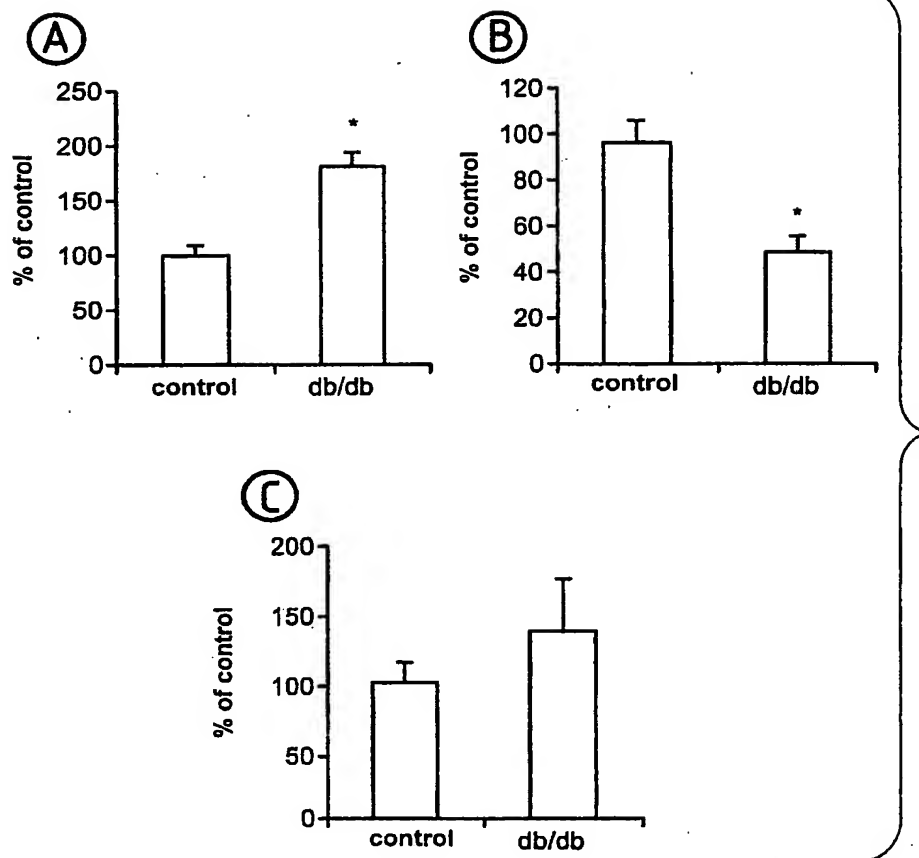 A
250
200
150
100
50
0
% of control
*
control db/db
B
120
100
80
60
40
20
0
% of control
*
control db/db
C
200
150
100
50
0
% of control
control db/db